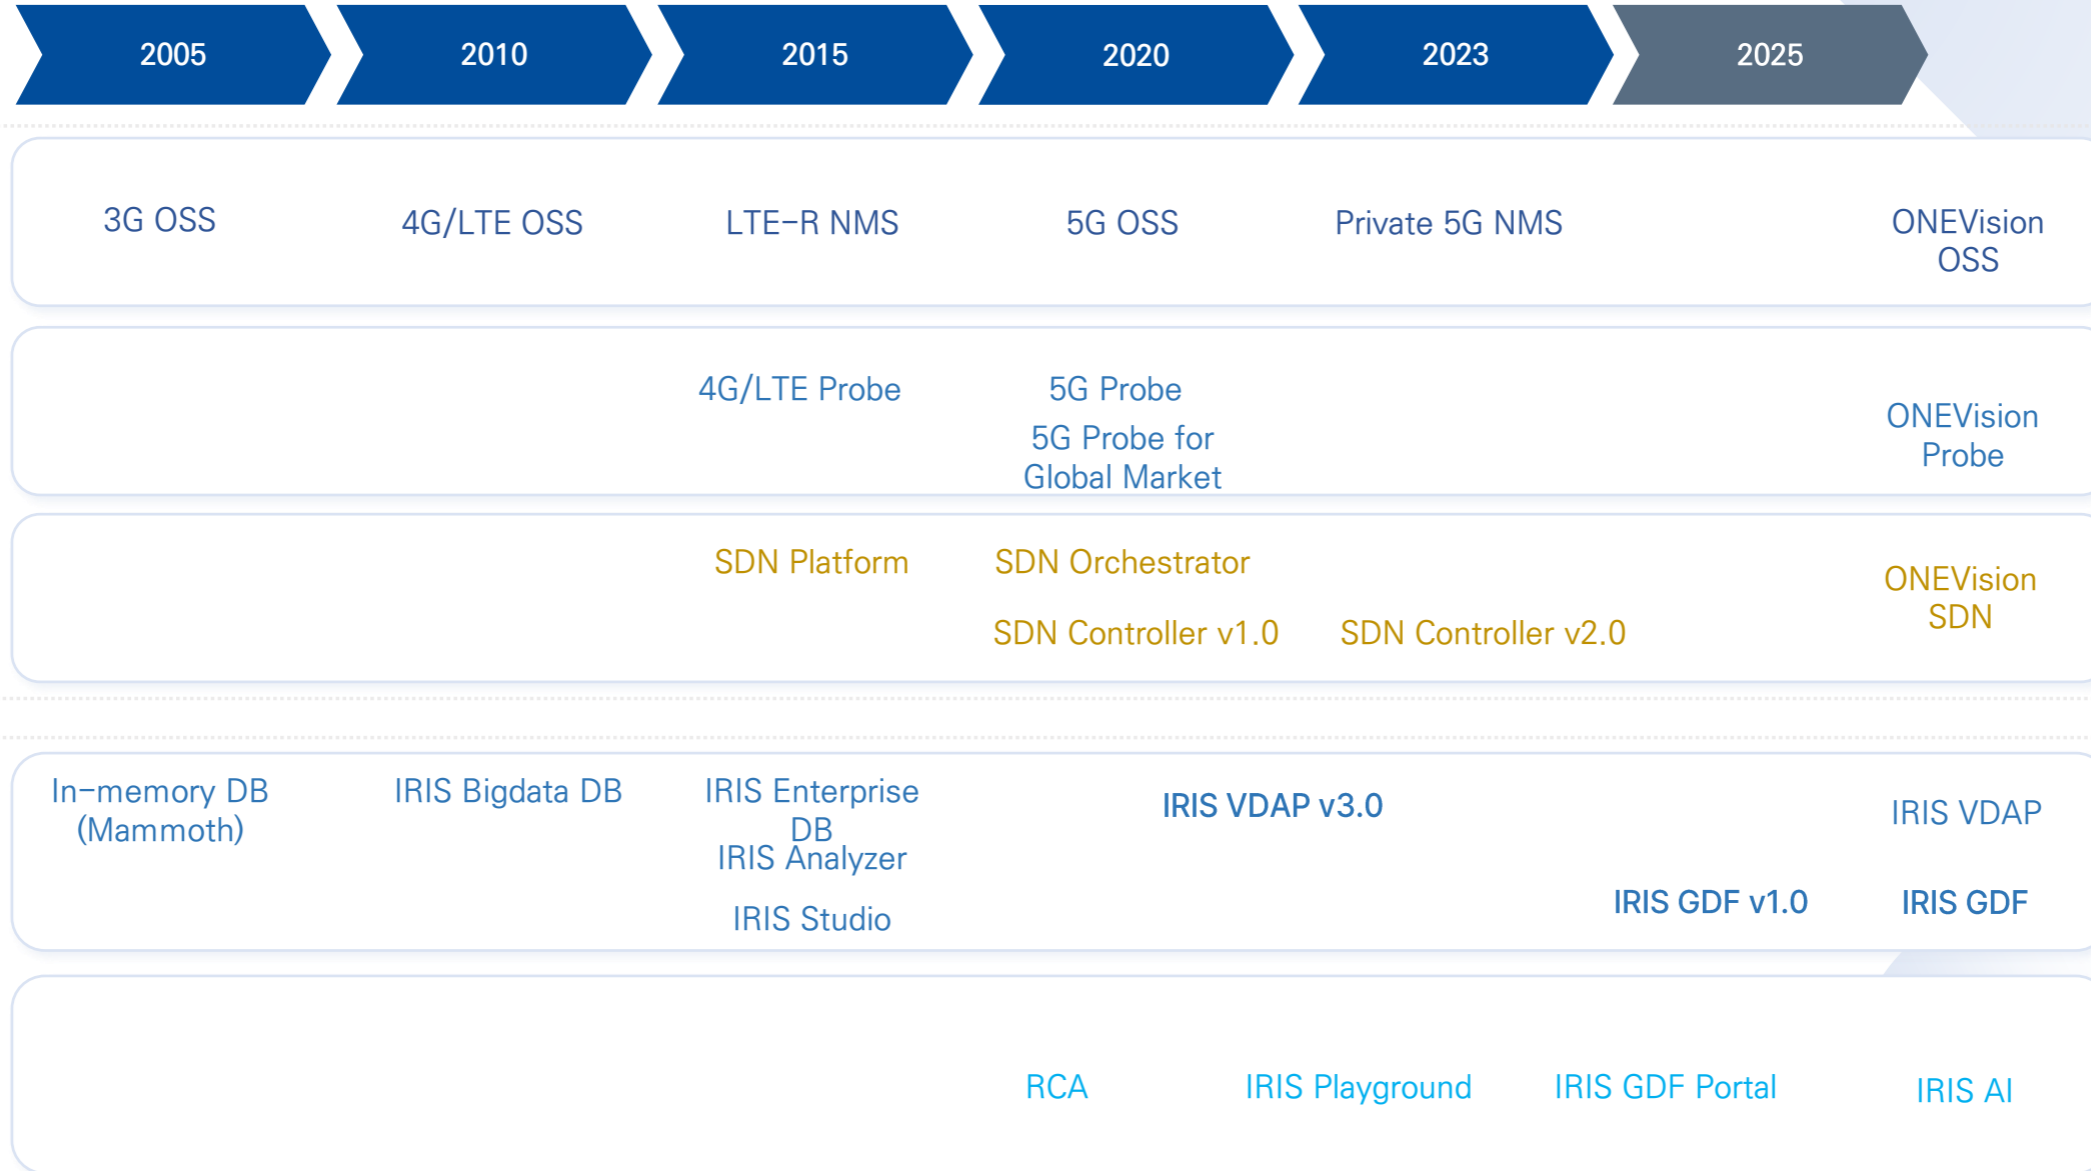 2005
2010
2015
2020
2023
2025
3G OSS
4G/LTE OSS
LTE-R NMS
5G OSS
Private 5G NMS
ONEVision
OSS
4G/LTE Probe
5G Probe
5G Probe for
Global Market
ONEVision
Probe
SDN Platform
SDN Orchestrator
SDN Controller v1.0
SDN Controller v2.0
ONEVision
SDN
In-memory DB
(Mammoth)
IRIS Bigdata DB
IRIS Enterprise
DB
IRIS Analyzer
IRIS Studio
IRIS VDAP v3.0
IRIS GDF v1.0
IRIS VDAP
IRIS GDF
RCA
IRIS Playground
IRIS GDF Portal
IRIS AI